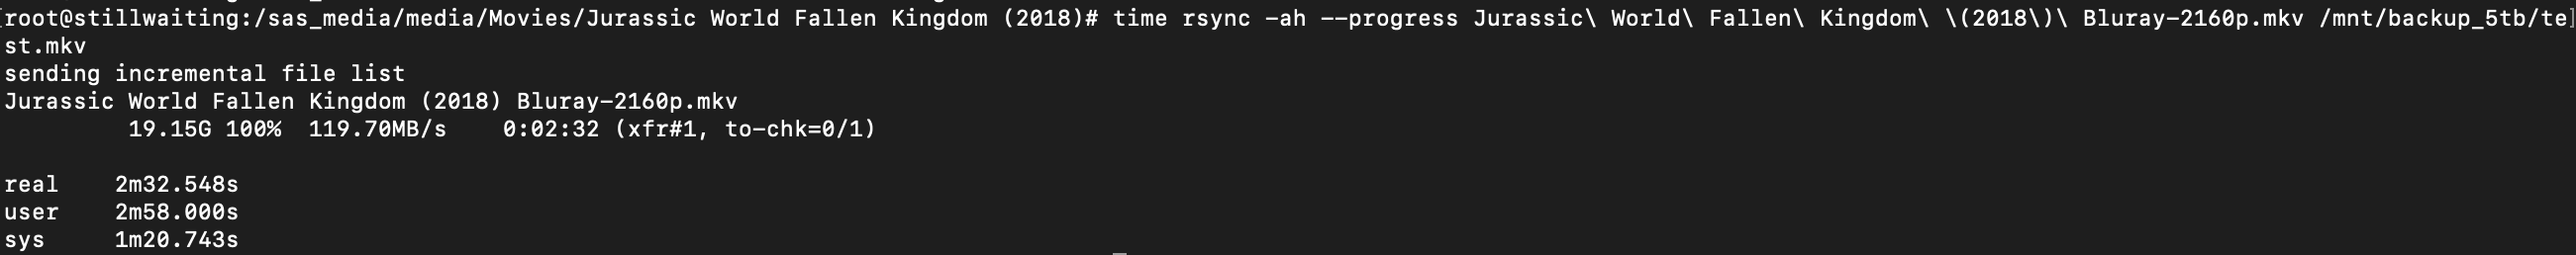 [root@stillwaiting:/sas_media/media/Movies/Jurassic World Fallen Kingdom (2018)# time rsync -ah --progress Jurassic\ World\ Fallen\ Kingdom\ \(2018\)\ Bluray-2160p.mkv /mnt/backup_5tb/te]
st.mkv
sending incremental file list
Jurassic World Fallen Kingdom (2018) Bluray-2160p.mkv
19.15G 100% 119.70MB/s 0:02:32 (xfr#1, to-chk=0/1)
real 2m32.548s
user 2m58.000s
sys 1m20.743s